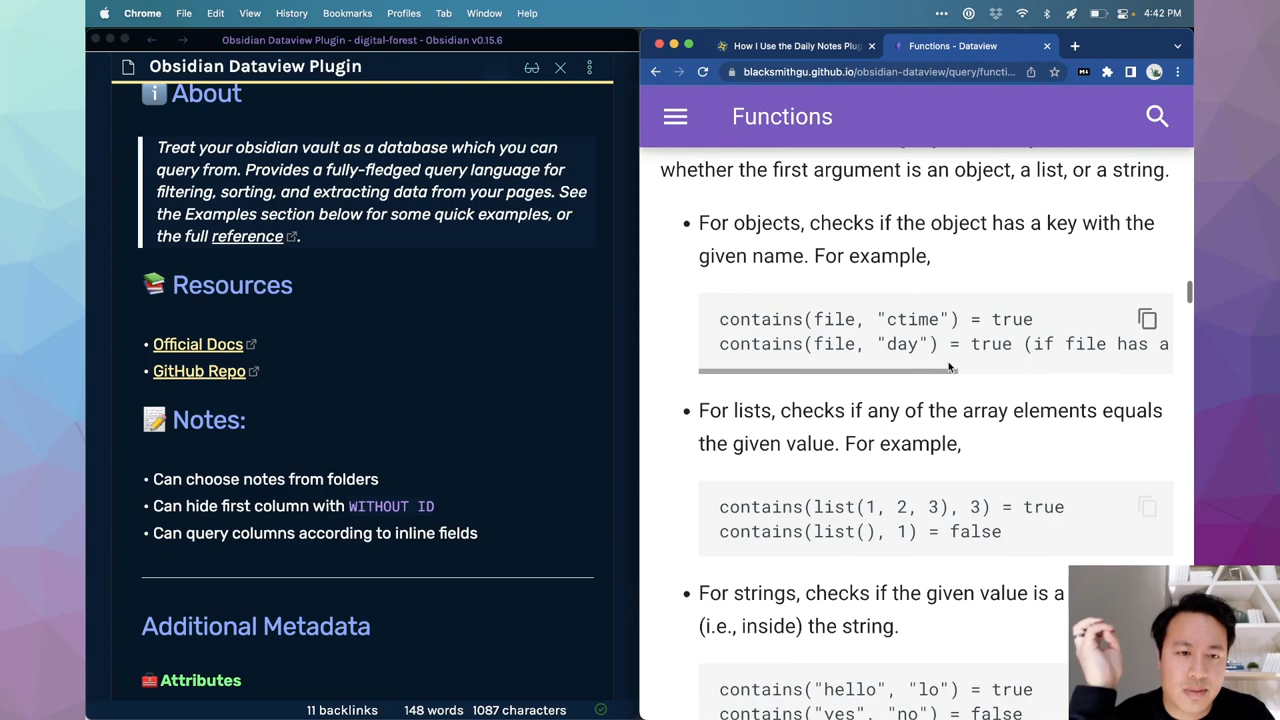 Chrome File Edit View History Bookmarks Profiles Tab Window Help 4:42 PM
Obsidian Dataview Plugin - digital-forest - Obsidian v0.15.6
Obsidian Dataview Plugin
About
Treat your obsidian vault as a database which you can
query from. Provides a fully-fledged query language for
filtering, sorting, and extracting data from your pages. See
the Examples section below for some quick examples, or
the full reference.
📚 Resources
• Official Docs
• GitHub Repo
📝 Notes:
• Can choose notes from folders
• Can hide first column with WITHOUT ID
• Can query columns according to inline fields
Additional Metadata
🧰 Attributes
11 backlinks 148 words 1087 characters
How I Use the Daily Notes Plug
Functions - Dataview
blacksmithgu.github.io/obsidian-dataview/query/functi...
Functions
whether the first argument is an object, a list, or a string.
• For objects, checks if the object has a key with the
given name. For example,
contains(file, "ctime") = true
contains(file, "day") = true (if file has a
• For lists, checks if any of the array elements equals
the given value. For example,
contains(list(1, 2, 3), 3) = true
contains(list(), 1) = false
• For strings, checks if the given value is a
(i.e., inside) the string.
contains("hello", "lo") = true
contains("yes", "no") = false